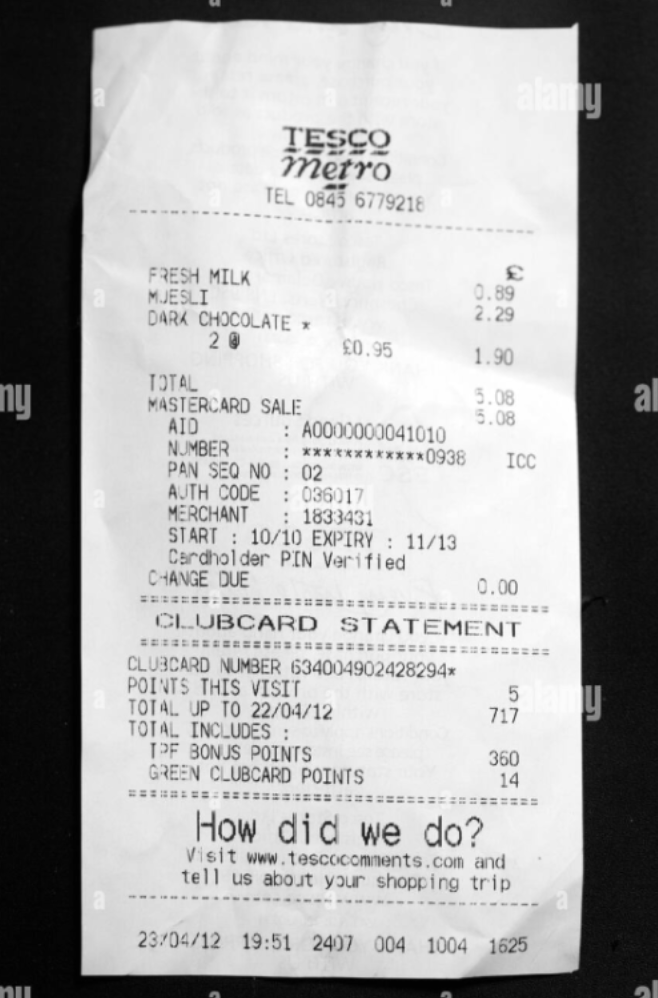 TESCO
metro
TEL 0845 6779218
£
FRESH MILK 0.89
MUESLI 2.29
DARK CHOCOLATE *
2 @ £0.95 1.90
TOTAL 5.08
MASTERCARD SALE 5.08
AID : A0000000041010
NUMBER : ************0938 ICC
PAN SEQ NO : 02
AUTH CODE : 036017
MERCHANT : 1833431
START : 10/10 EXPIRY : 11/13
Cardholder PIN Verified
CHANGE DUE 0.00
CLUBCARD STATEMENT
CLUBCARD NUMBER 634004902428294*
POINTS THIS VISIT 5
TOTAL UP TO 22/04/12 717
TOTAL INCLUDES :
TPF BONUS POINTS 360
GREEN CLUBCARD POINTS 14
How did we do?
Visit www.tescocomments.com and
tell us about your shopping trip
23/04/12 19:51 2407 004 1004 1625
alamy
alamy